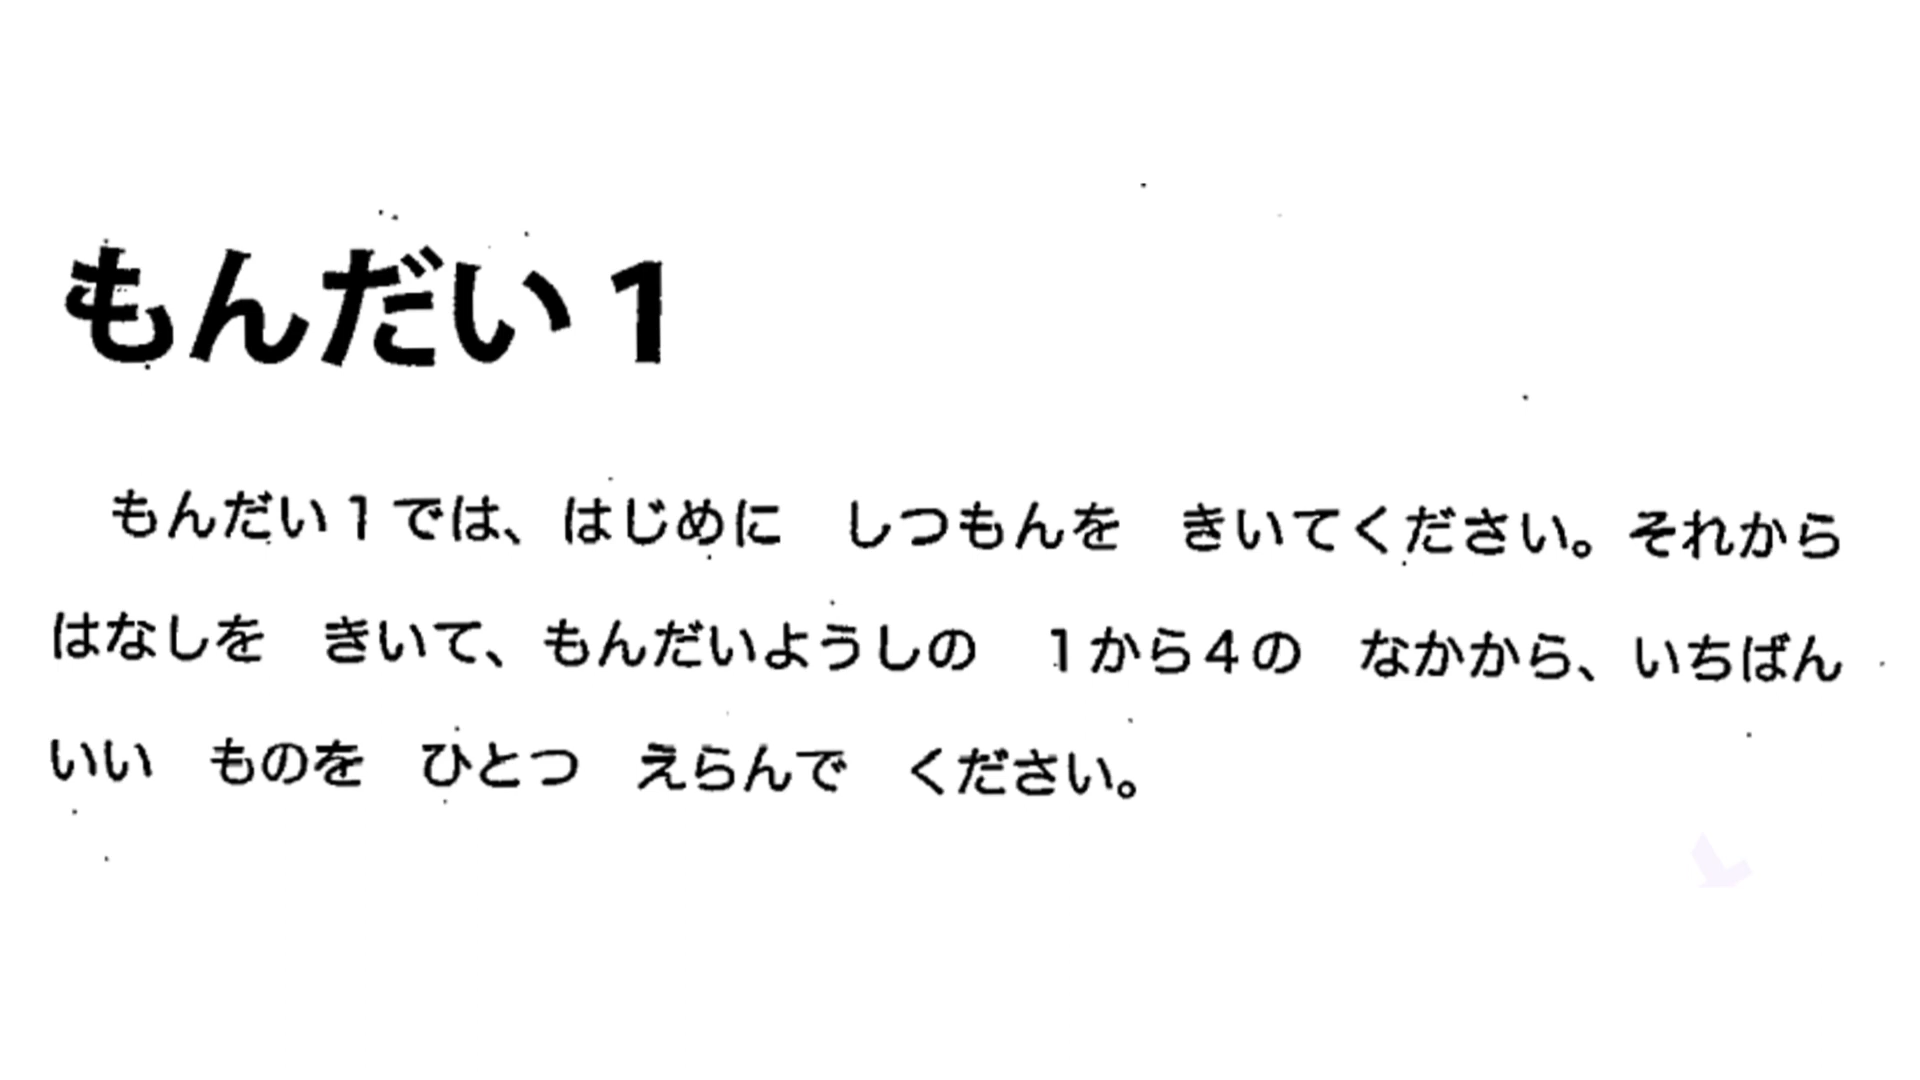 もんだい1
もんだい1では、はじめに しつもんを きいてください。それから
はなしを きいて、もんだいようしの 1から4の なかから、いちばん
いい ものを ひとつ えらんで ください。